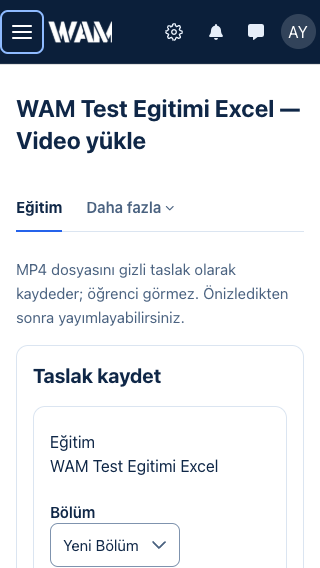 WAM
AY
WAM Test Egitimi Excel —
Video yükle
Eğitim
Daha fazla
MP4 dosyasını gizli taslak olarak
kaydeder; öğrenci görmez. Önizledikten
sonra yayımlayabilirsiniz.
Taslak kaydet
Eğitim
WAM Test Egitimi Excel
Bölüm
Yeni Bölüm